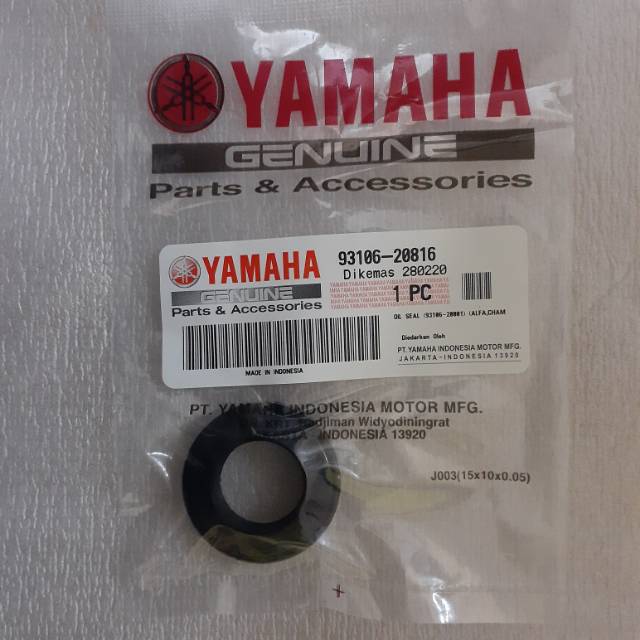 YAMAHA
GENUINE
Parts & Accessories
YAMAHA
GENUINE
Parts & Accessories
MADE IN INDONESIA
93106-20816
Dikemas 280220
1 PC
OIL SEAL (93106-20801) (ALFA,CHAM
Diedarkan Oleh
PT. YAMAHA INDONESIA MOTOR MFG.
JAKARTA-INDONESIA 13920
PT. YAMAHA INDONESIA MOTOR MFG.
Widyodiningrat
INDONESIA 13920
J003(15x10x0.05)